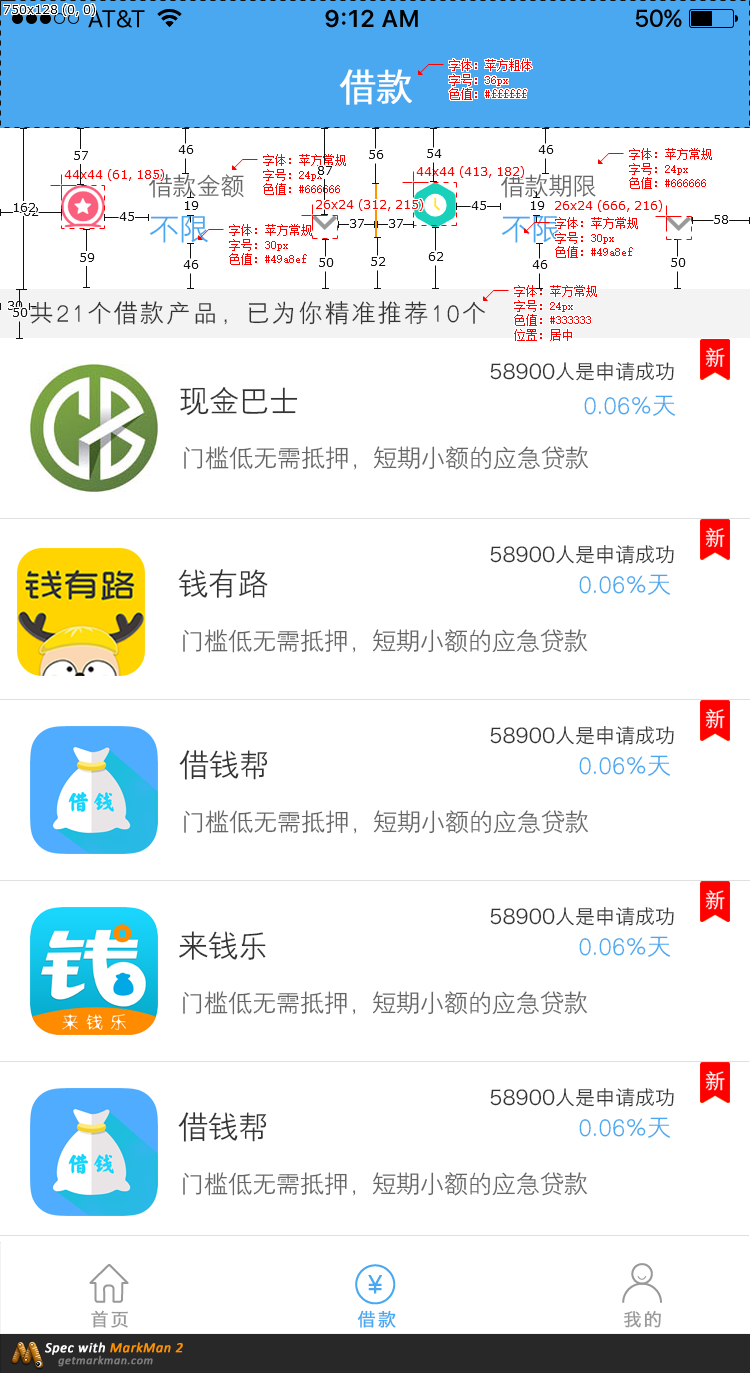 750x128 (0, 0)
AT&T 9:12 AM 50%
借款
字体：苹方粗体
字号：36px
色值：#ffffff
57
46
87
56
54
46
字体：苹方常规
字号：24px
色值：#666666
字体：苹方常规
字号：24px
色值：#666666
44x44 (61, 185)
44x44 (413, 182)
借款金额
借款期限
162
62
45
19
26x24 (312, 215)
45
19
26x24 (666, 216)
不限
不限
37
37
58
字体：苹方常规
字号：30px
色值：#49a8ef
字体：苹方常规
字号：30px
色值：#49a8ef
59
46
50
52
62
46
50
30
50
共21个借款产品，已为你精准推荐10个
字体：苹方常规
字号：24px
色值：#333333
位置：居中
58900人是申请成功
新
现金巴士
0.06%天
门槛低无需抵押，短期小额的应急贷款
钱有路
58900人是申请成功
新
钱有路
0.06%天
门槛低无需抵押，短期小额的应急贷款
58900人是申请成功
新
借钱帮
0.06%天
借钱
门槛低无需抵押，短期小额的应急贷款
58900人是申请成功
新
来钱乐
0.06%天
钱
门槛低无需抵押，短期小额的应急贷款
来钱乐
58900人是申请成功
新
借钱帮
0.06%天
借钱
门槛低无需抵押，短期小额的应急贷款
¥
首页
借款
我的
Spec with MarkMan 2
getmarkman.com